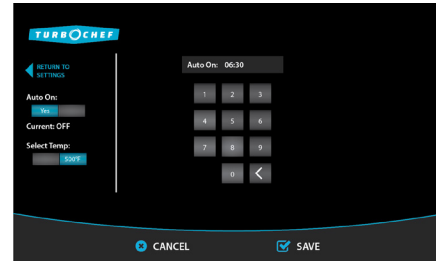 TURBOCHEF
RETURN TO
SETTINGS
Auto On:
Yes
Current: OFF
Select Temp:
500°F
Auto On: 06:30
1 2 3
4 5 6
7 8 9
0
CANCEL
SAVE